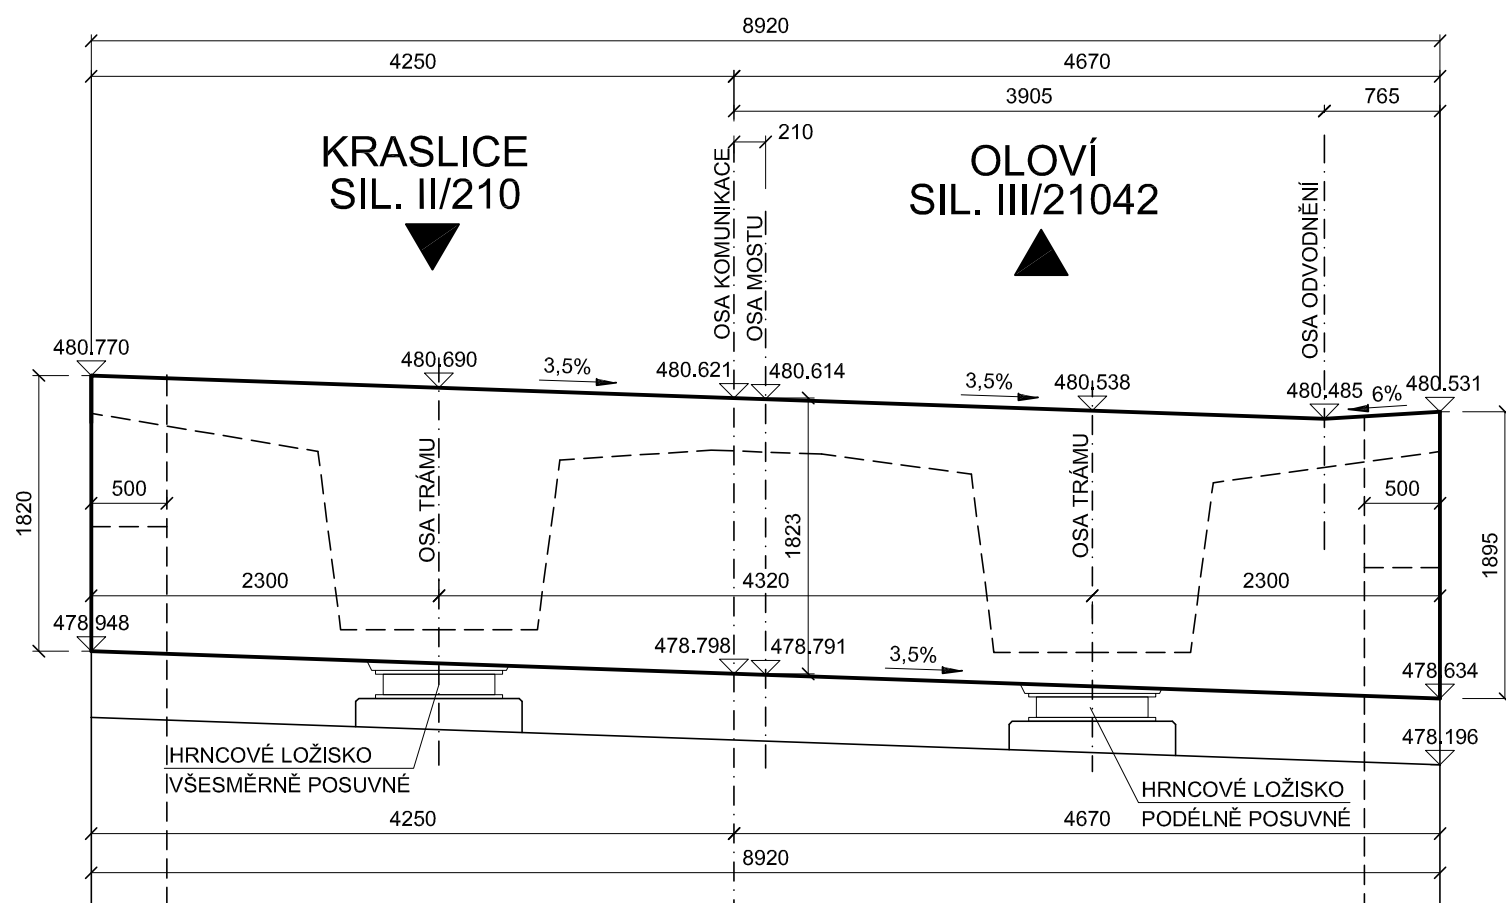 8920
4250
4670
3905
765
210
KRASLICE
SIL. II/210
OLOVÍ
SIL. III/21042
OSA KOMUNIKACE
OSA MOSTU
OSA ODVODNĚNÍ
480.770
480.690
3,5%
480.621
480.614
3,5%
480.538
480.485
6%
480.531
1820
500
OSA TRÁMU
1823
OSA TRÁMU
500
1895
2300
4320
2300
478.948
478.798
478.791
3,5%
478.634
478.196
HRNCOVÉ LOŽISKO
VŠESMĚRNĚ POSUVNÉ
HRNCOVÉ LOŽISKO
PODÉLNĚ POSUVNÉ
4250
4670
8920